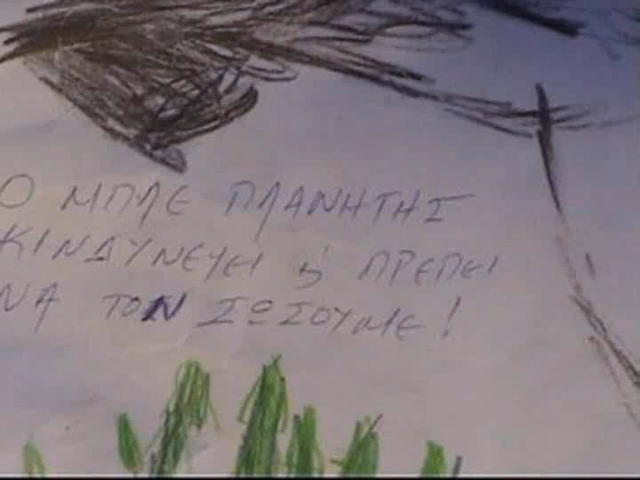 Ο ΜΠΛΕ ΠΛΑΝΗΤΗΣ
ΚΙΝΔΥΝΕΥΕΙ ϗ ΠΡΕΠΕΙ
ΝΑ ΤΟΝ ΣΩΣΟΥΜΕ!